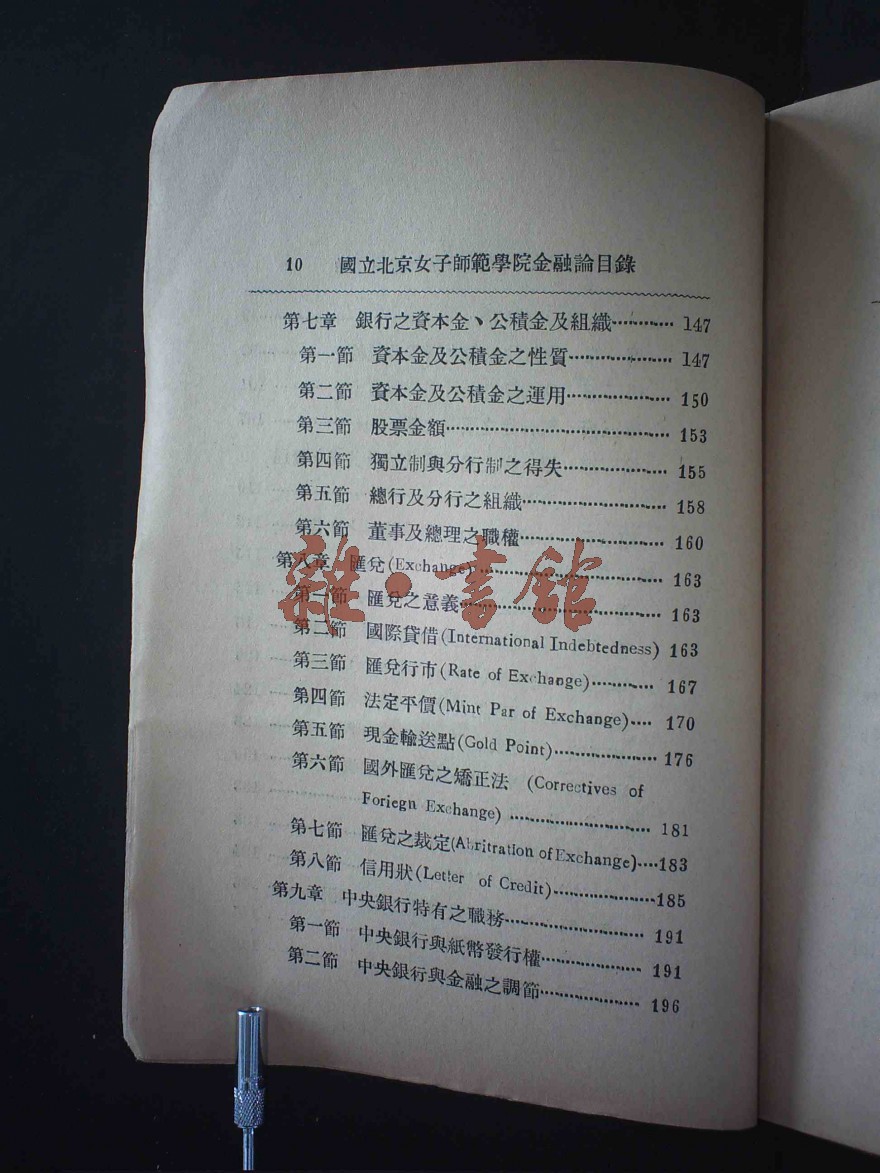 10 國立北京女子師範學院金融論目錄
第七章 銀行之資本金、公積金及組織………… 147
第一節 資本金及公積金之性質………… 147
第二節 資本金及公積金之運用………… 150
第三節 股票金額………… 153
第四節 獨立制與分行制之得失………… 155
第五節 總行及分行之組織………… 158
第六節 董事及總理之職權………… 160
第八章 匯兌(Exchange)………… 163
第一節 匯兌之意義………… 163
第二節 國際貸借(International Indebtedness) 163
第三節 匯兌行市(Rate of Exchange)………… 167
第四節 法定平價(Mint Par of Exchange)…. 170
第五節 現金輸送點(Gold Point)………… 176
第六節 國外匯兌之矯正法 (Correctives of
Foriegn Exchange) ………… 181
第七節 匯兌之裁定(Abritration of Exchange)….183
第八節 信用狀(Letter of Credit)…………185
第九章 中央銀行特有之職務………… 191
第一節 中央銀行與紙幣發行權………… 191
第二節 中央銀行與金融之調節………… 196
雜·書館